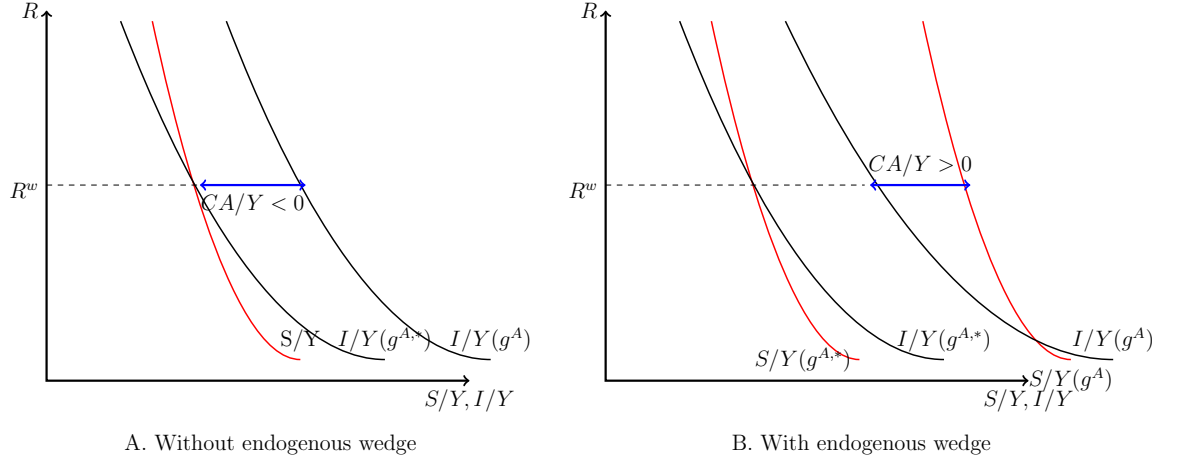 R
R^w
CA/Y < 0
S/Y
I/Y(g^{A,*})
I/Y(g^A)
S/Y, I/Y
A. Without endogenous wedge
R
R^w
CA/Y > 0
S/Y(g^{A,*})
I/Y(g^{A,*})
I/Y(g^A)
S/Y(g^A)
S/Y, I/Y
B. With endogenous wedge